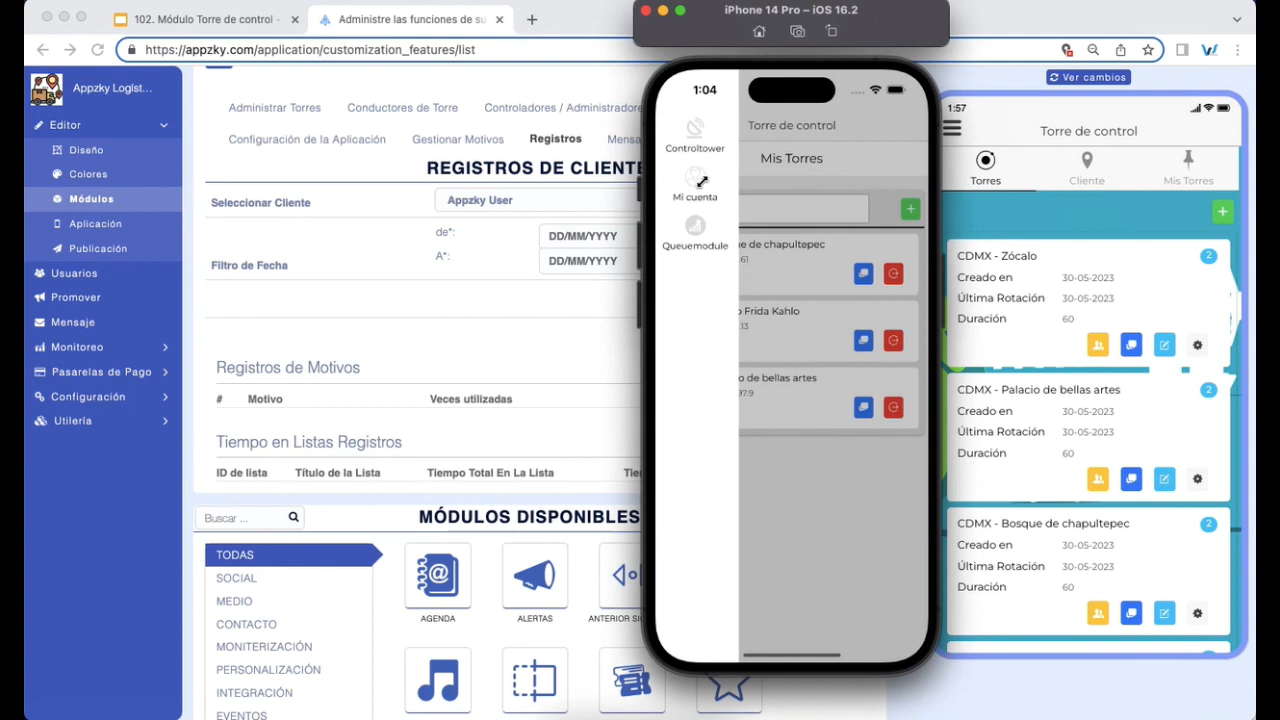 102. Módulo Torre de control -
Administre las funciones de su
https://appzky.com/application/customization_features/list
iPhone 14 Pro – iOS 16.2
Appzky Logist...
Editor
Diseño
Colores
Módulos
Aplicación
Publicación
Usuarios
Promover
Mensaje
Monitoreo
Pasarelas de Pago
Configuración
Utilería
Administrar Torres
Conductores de Torre
Controladores / Administradore
Configuración de la Aplicación
Gestionar Motivos
Registros
Mensa
REGISTROS DE CLIENTE
Seleccionar Cliente
Appzky User
de*:
DD/MM/YYYY
A*:
DD/MM/YYYY
Filtro de Fecha
Registros de Motivos
#
Motivo
Veces utilizadas
Tiempo en Listas Registros
ID de lista
Título de la Lista
Tiempo Total En La Lista
Tie
Buscar ...
MÓDULOS DISPONIBLES
TODAS
SOCIAL
MEDIO
CONTACTO
MONITERIZACIÓN
PERSONALIZACIÓN
INTEGRACIÓN
EVENTOS
AGENDA
ALERTAS
ANTERIOR SI
1:04
Controltower
Mi cuenta
Queuemodule
Torre de control
Mis Torres
e de chapultepec
.61
o Frida Kahlo
.13
o de bellas artes
97.9
Ver cambios
1:57
Torre de control
Torres
Cliente
Mis Torres
CDMX - Zócalo
2
Creado en
30-05-2023
Última Rotación
30-05-2023
Duración
60
CDMX - Palacio de bellas artes
2
Creado en
30-05-2023
Última Rotación
30-05-2023
Duración
60
CDMX - Bosque de chapultepec
2
Creado en
30-05-2023
Última Rotación
30-05-2023
Duración
60